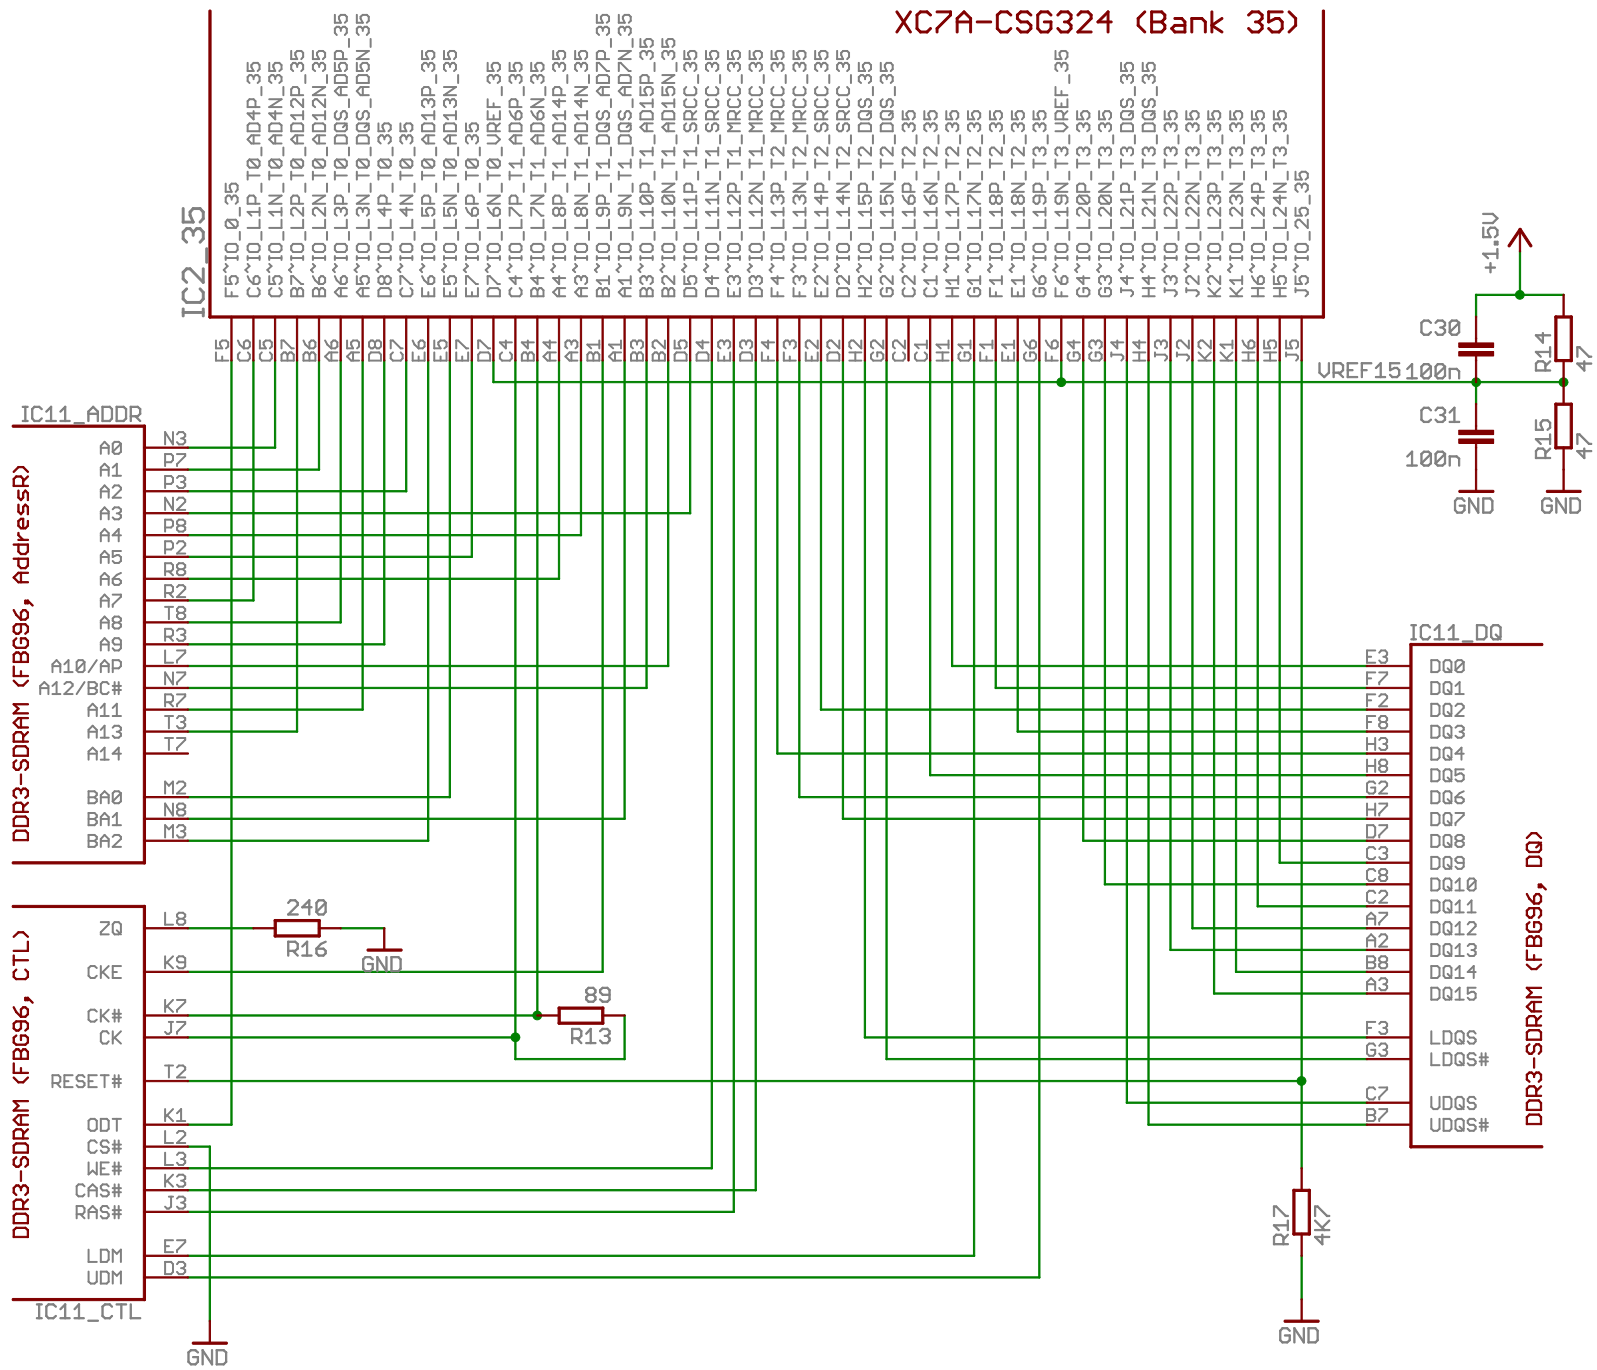 XC7A-CSG324 (Bank 35)
IC2_35
F5~IO_0_35
C6~IO_L1P_T0_AD4P_35
C5~IO_L1N_T0_AD4N_35
B7~IO_L2P_T0_AD12P_35
B6~IO_L2N_T0_AD12N_35
A6~IO_L3P_T0_DQS_AD5P_35
A5~IO_L3N_T0_DQS_AD5N_35
D8~IO_L4P_T0_35
C7~IO_L4N_T0_35
E6~IO_L5P_T0_AD13P_35
E5~IO_L5N_T0_AD13N_35
E7~IO_L6P_T0_35
D7~IO_L6N_T0_VREF_35
C4~IO_L7P_T1_AD6P_35
B4~IO_L7N_T1_AD6N_35
A4~IO_L8P_T1_AD14P_35
A3~IO_L8N_T1_AD14N_35
B1~IO_L9P_T1_DQS_AD7P_35
A1~IO_L9N_T1_DQS_AD7N_35
B3~IO_L10P_T1_AD15P_35
B2~IO_L10N_T1_AD15N_35
D5~IO_L11P_T1_SRCC_35
D4~IO_L11N_T1_SRCC_35
E3~IO_L12P_T1_MRCC_35
D3~IO_L12N_T1_MRCC_35
F4~IO_L13P_T2_MRCC_35
F3~IO_L13N_T2_MRCC_35
E2~IO_L14P_T2_SRCC_35
D2~IO_L14N_T2_SRCC_35
H2~IO_L15P_T2_DQS_35
G2~IO_L15N_T2_DQS_35
C2~IO_L16P_T2_35
C1~IO_L16N_T2_35
H1~IO_L17P_T2_35
G1~IO_L17N_T2_35
F1~IO_L18P_T2_35
E1~IO_L18N_T2_35
G6~IO_L19P_T3_35
F6~IO_L19N_T3_VREF_35
G4~IO_L20P_T3_35
G3~IO_L20N_T3_35
J4~IO_L21P_T3_DQS_35
H4~IO_L21N_T3_DQS_35
J3~IO_L22P_T3_35
J2~IO_L22N_T3_35
K2~IO_L23P_T3_35
K1~IO_L23N_T3_35
H6~IO_L24P_T3_35
H5~IO_L24N_T3_35
J5~IO_25_35
F5 C6 C5 B7 B6 A6 A5 D8 C7 E6 E5 E7 D7 C4 B4 A4 A3 B1 A1 B3 B2 D5 D4 E3 D3 F4 F3 E2 D2 H2 G2 C2 C1 H1 G1 F1 E1 G6 F6 G4 G3 J4 H4 J3 J2 K2 K1 H6 H5 J5
+1.5V
C30
100n
R14
47
VREF15
C31
100n
R15
47
GND
GND
IC11_ADDR
DDR3-SDRAM (FBG96, AddressR)
A0 N3
A1 P7
A2 P3
A3 N2
A4 P8
A5 P2
A6 R8
A7 R2
A8 T8
A9 R3
A10/AP L7
A12/BC# N7
A11 R7
A13 T3
A14 T7
BA0 M2
BA1 N8
BA2 M3
DDR3-SDRAM (FBG96, CTL)
ZQ L8
CKE K9
CK# K7
CK J7
RESET# T2
ODT K1
CS# L2
WE# L3
CAS# K3
RAS# J3
LDM E7
UDM D3
IC11_CTL
240
R16
GND
89
R13
GND
IC11_DQ
DDR3-SDRAM (FBG96, DQ)
E3 DQ0
F7 DQ1
F2 DQ2
F8 DQ3
H3 DQ4
H8 DQ5
G2 DQ6
H7 DQ7
D7 DQ8
C3 DQ9
C8 DQ10
C2 DQ11
A7 DQ12
A2 DQ13
B8 DQ14
A3 DQ15
F3 LDQS
G3 LDQS#
C7 UDQS
B7 UDQS#
R17
4K7
GND